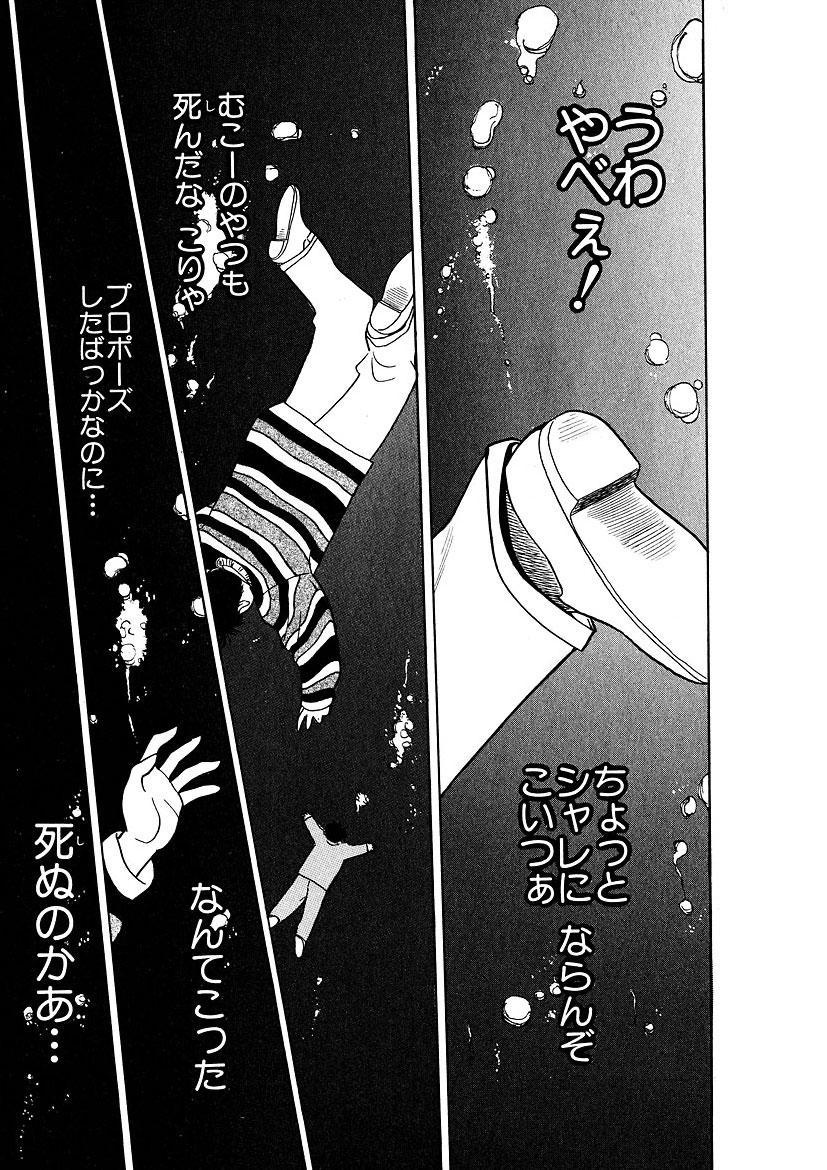 うわ
やべぇ!
ちょっと
シャレに ならんぞ
こいつぁ
むこーのやつも
死んだな こりゃ
なんてこった
プロポーズ
したばっかなのに…
死ぬのかあ…